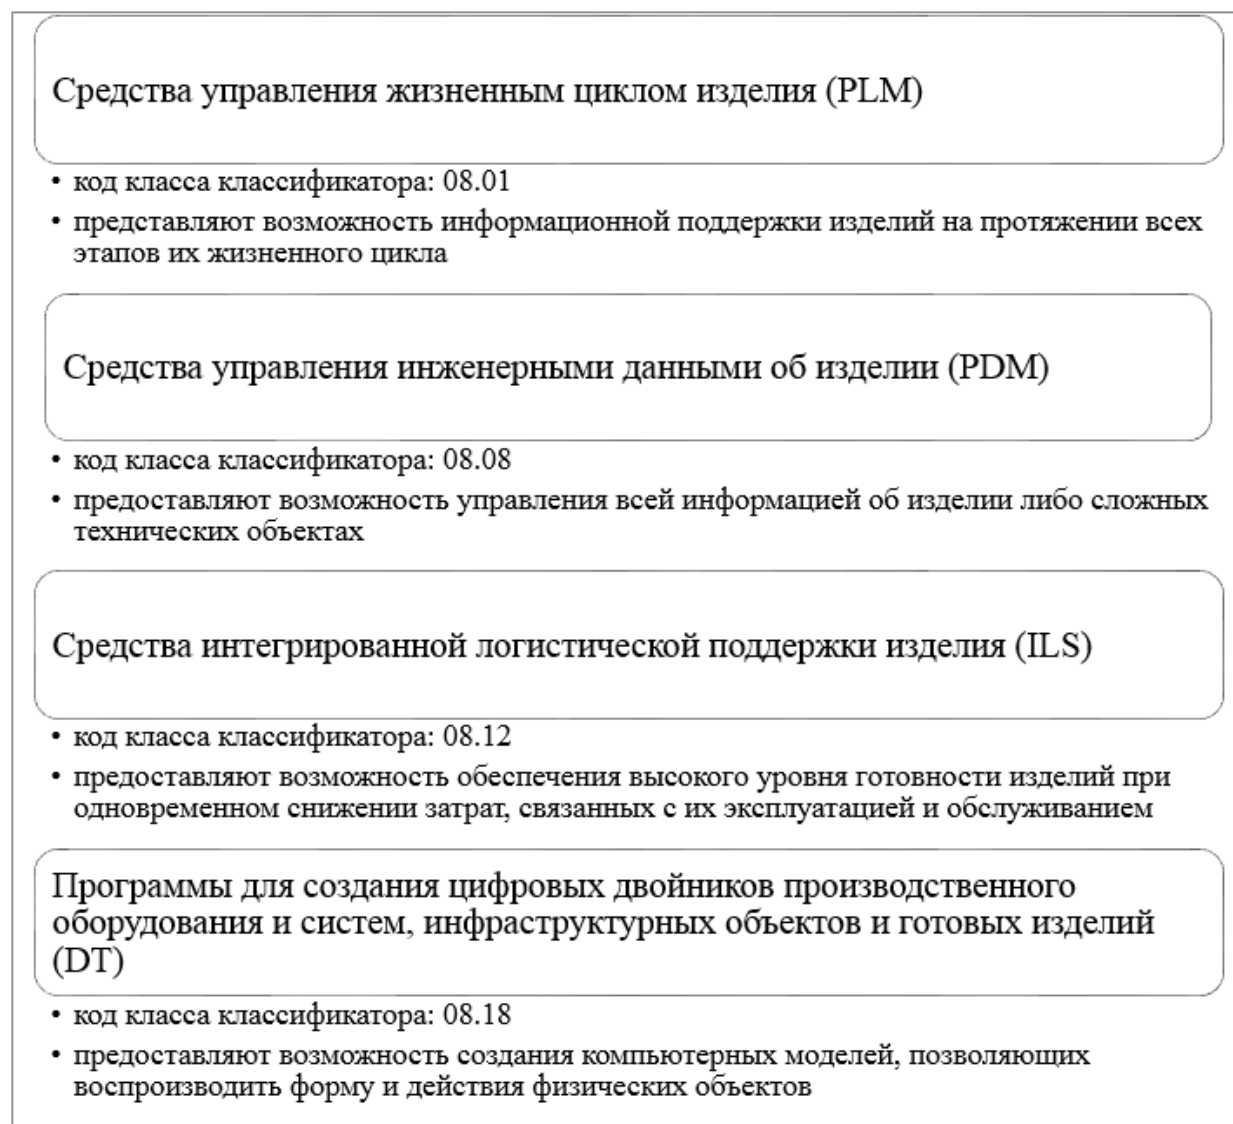 Средства управления жизненным циклом изделия (PLM)
• код класса классификатора: 08.01
• представляют возможность информационной поддержки изделий на протяжении всех
этапов их жизненного цикла
Средства управления инженерными данными об изделии (PDM)
• код класса классификатора: 08.08
• предоставляют возможность управления всей информацией об изделии либо сложных
технических объектах
Средства интегрированной логистической поддержки изделия (ILS)
• код класса классификатора: 08.12
• предоставляют возможность обеспечения высокого уровня готовности изделий при
одновременном снижении затрат, связанных с их эксплуатацией и обслуживанием
Программы для создания цифровых двойников производственного
оборудования и систем, инфраструктурных объектов и готовых изделий
(DT)
• код класса классификатора: 08.18
• предоставляют возможность создания компьютерных моделей, позволяющих
воспроизводить форму и действия физических объектов